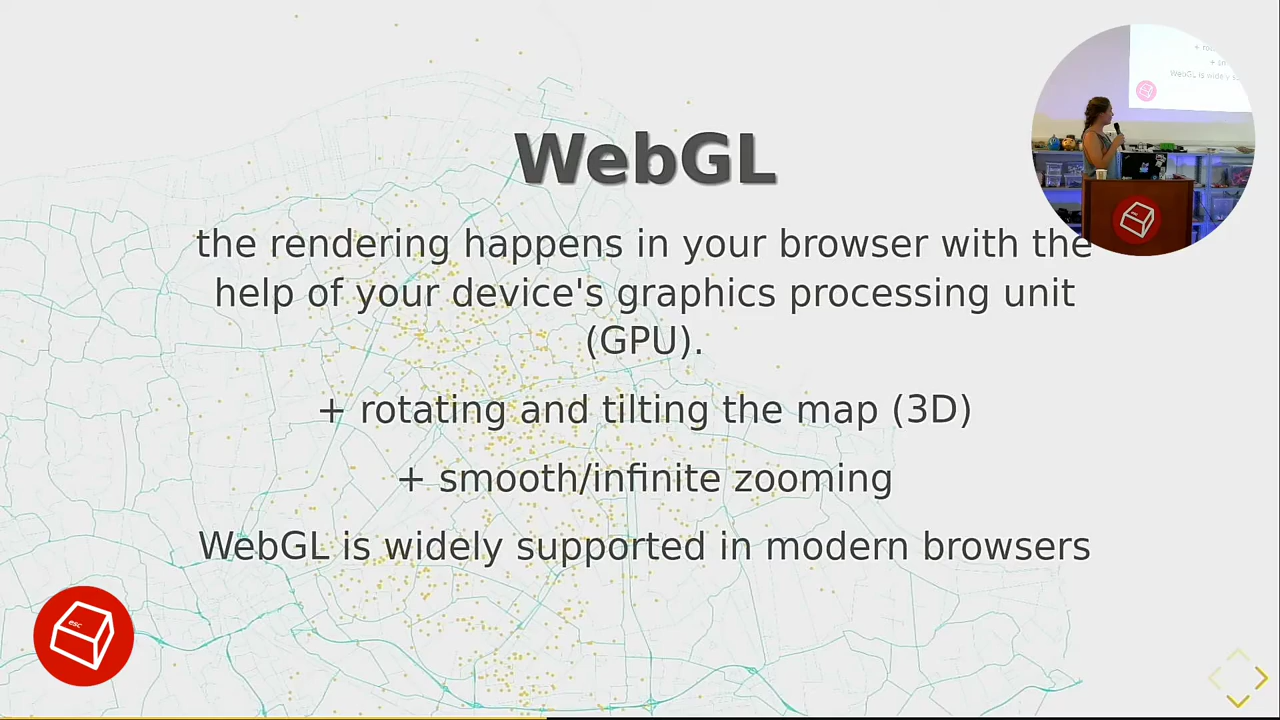 WebGL
the rendering happens in your browser with the
help of your device's graphics processing unit
(GPU).
+ rotating and tilting the map (3D)
+ smooth/infinite zooming
WebGL is widely supported in modern browsers
esc